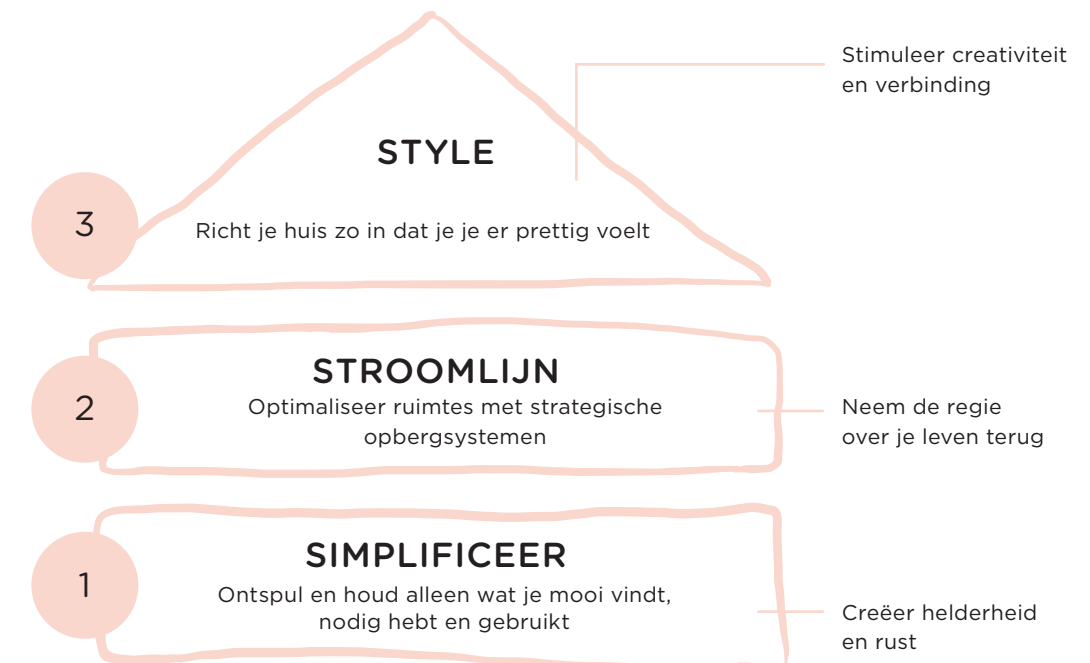 Stimuleer creativiteit
en verbinding
STYLE
3
Richt je huis zo in dat je je er prettig voelt
2
STROOMLIJN
Optimaliseer ruimtes met strategische
opbergsystemen
Neem de regie
over je leven terug
1
SIMPLIFICEER
Ontspul en houd alleen wat je mooi vindt,
nodig hebt en gebruikt
Creëer helderheid
en rust